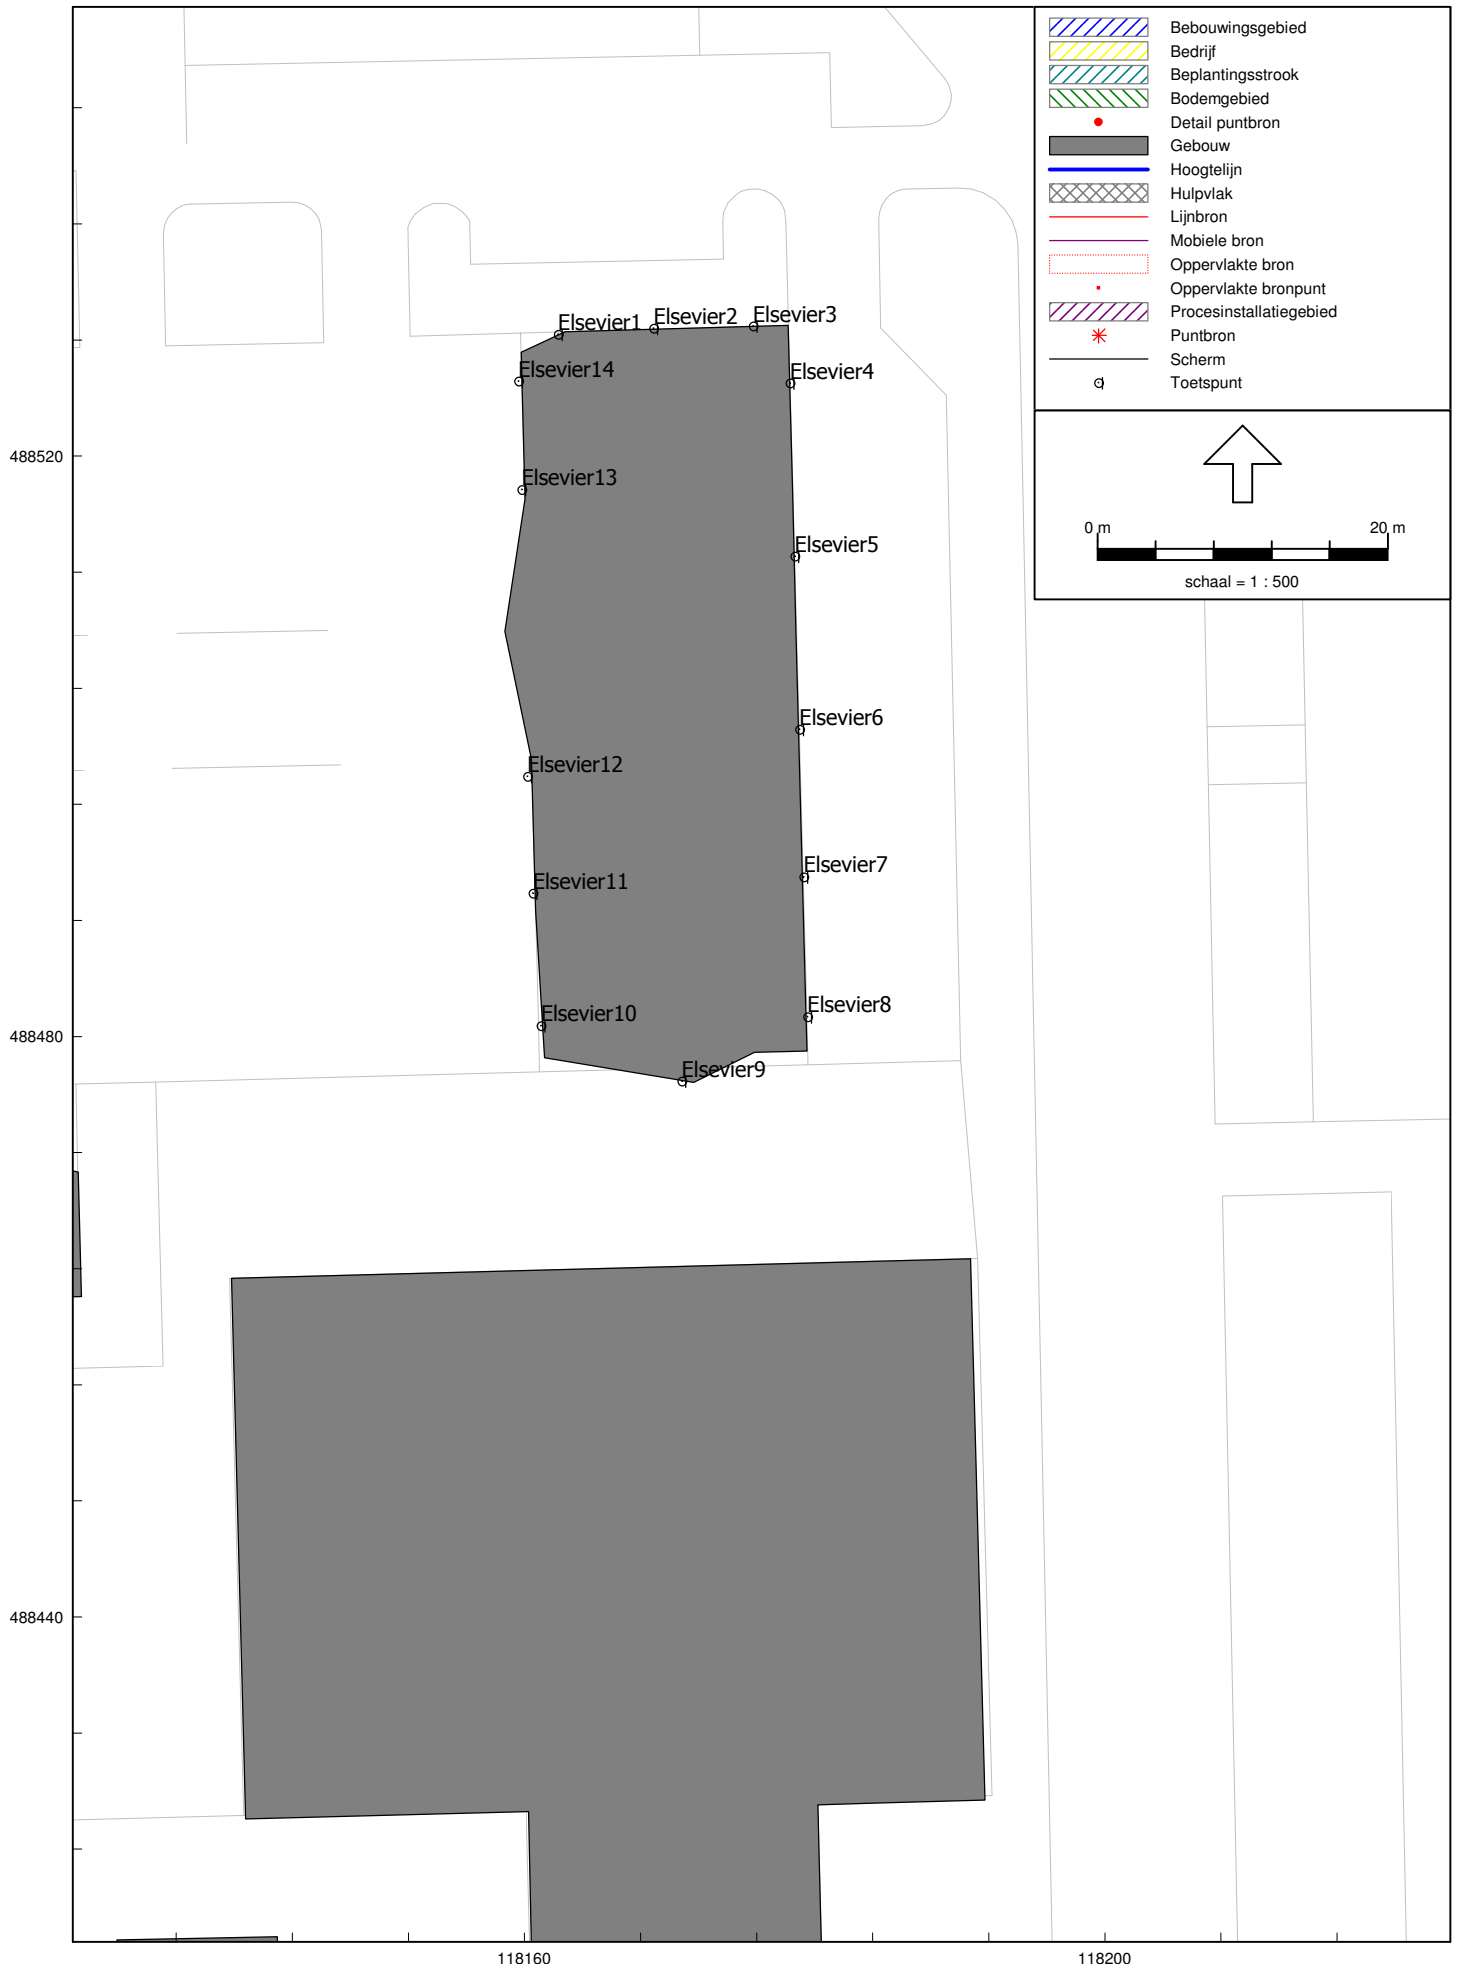 Bebouwingsgebied
Bedrijf
Beplantingsstrook
Bodemgebied
Detail puntbron
Gebouw
Hoogtelijn
Hulpvlak
Lijnbron
Mobiele bron
Oppervlakte bron
Oppervlakte bronpunt
Procesinstallatiegebied
Puntbron
Scherm
Toetspunt
0 m 20 m
schaal = 1 : 500
Elsevier1
Elsevier2
Elsevier3
Elsevier14
Elsevier4
488520
Elsevier13
Elsevier5
Elsevier6
Elsevier12
Elsevier7
Elsevier11
Elsevier8
Elsevier10
488480
Elsevier9
488440
118160
118200